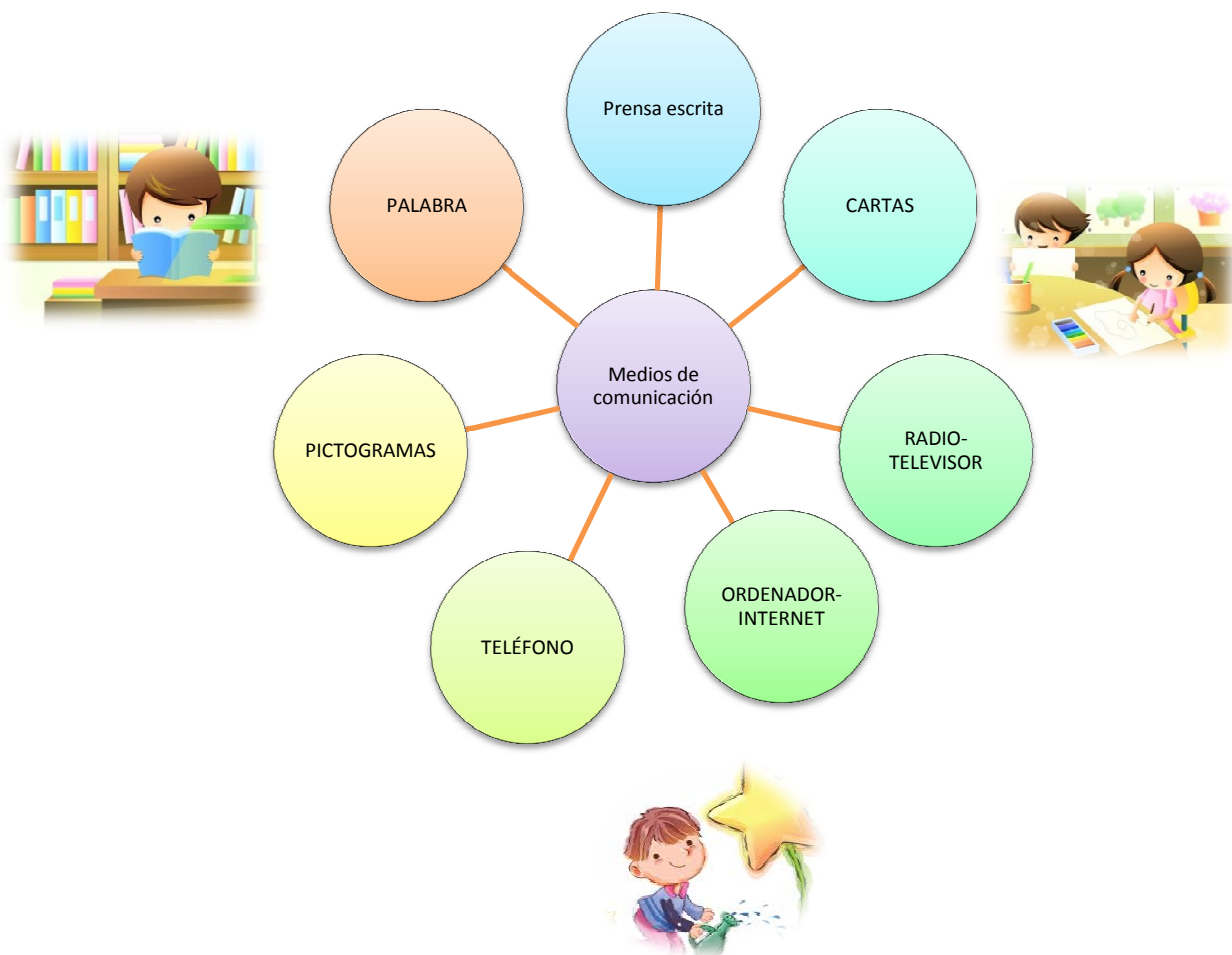 Prensa escrita
PALABRA
CARTAS
Medios de
comunicación
PICTOGRAMAS
RADIO-
TELEVISOR
ORDENADOR-
INTERNET
TELÉFONO